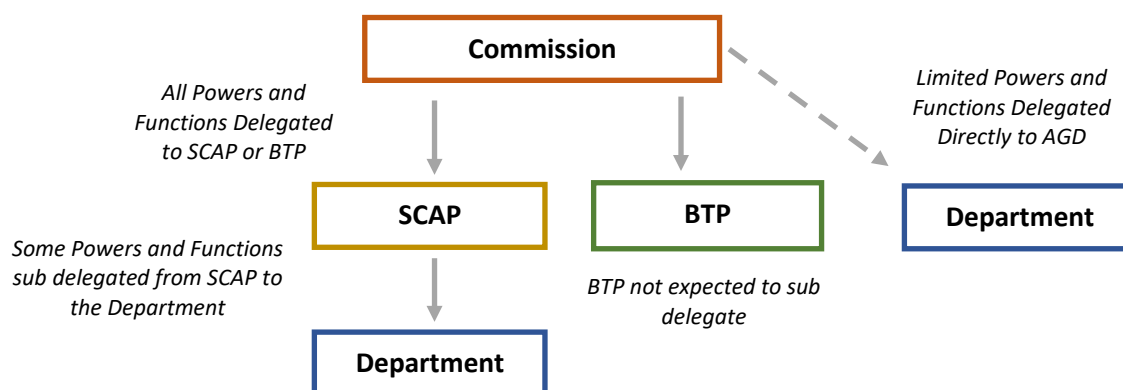 Commission
All Powers and
Functions Delegated
to SCAP or BTP
Limited Powers and
Functions Delegated
Directly to AGD
SCAP
BTP
Department
Some Powers and Functions
sub delegated from SCAP to
the Department
BTP not expected to sub
delegate
Department